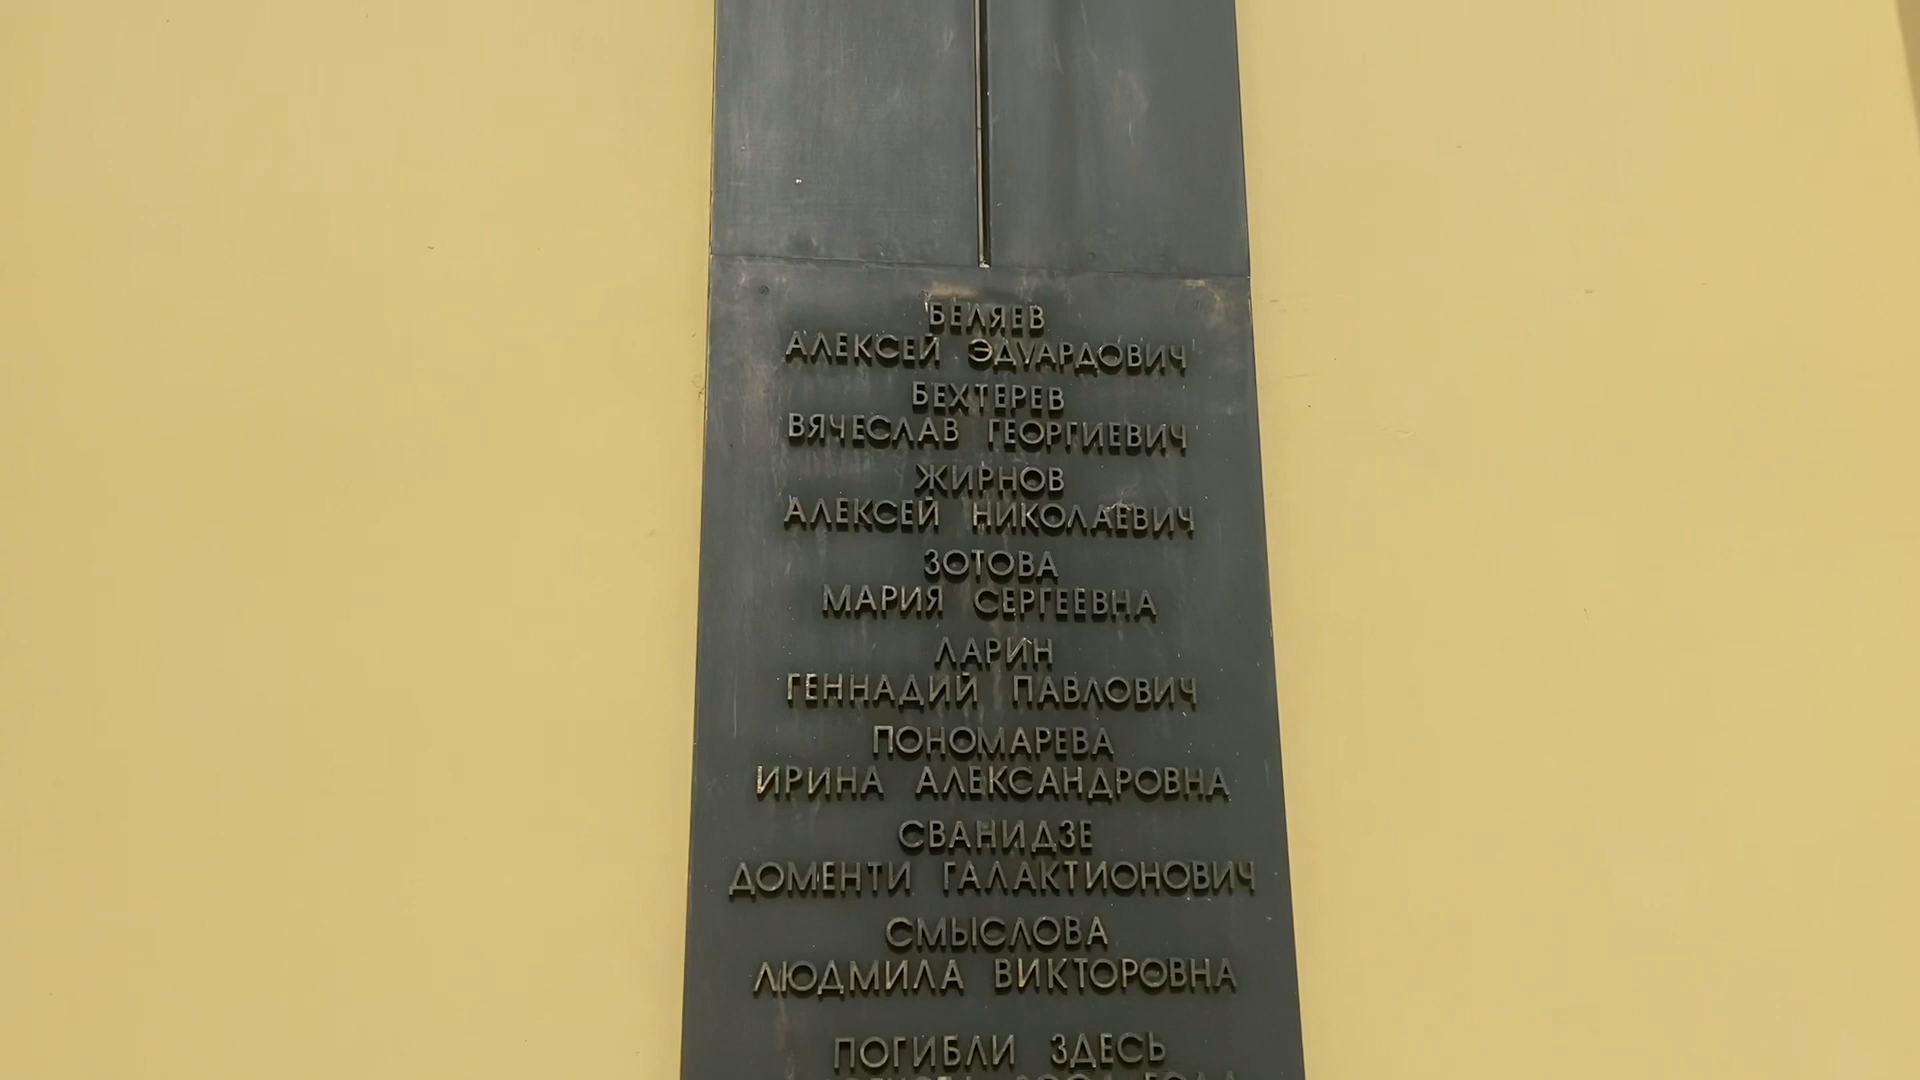 БЕЛЯЕВ
АЛЕКСЕЙ ЭДУАРДОВИЧ
БЕХТЕРЕВ
ВЯЧЕСЛАВ ГЕОРГИЕВИЧ
ЖИРНОВ
АЛЕКСЕЙ НИКОЛАЕВИЧ
ЗОТОВА
МАРИЯ СЕРГЕЕВНА
ЛАРИН
ГЕННАДИЙ ПАВЛОВИЧ
ПОНОМАРЕВА
ИРИНА АЛЕКСАНДРОВНА
СВАНИДЗЕ
ДОМЕНТИ ГАЛАКТИОНОВИЧ
СМЫСЛОВА
ЛЮДМИЛА ВИКТОРОВНА
ПОГИБЛИ ЗДЕСЬ